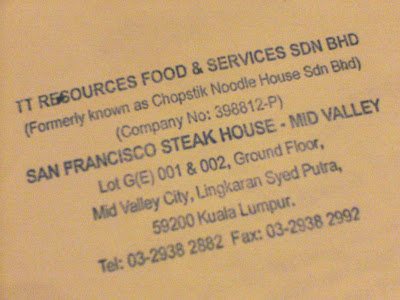 TT RESOURCES FOOD & SERVICES SDN BHD
(Formerly known as Chopstik Noodle House Sdn Bhd)
(Company No: 398812-P)
SAN FRANCISCO STEAK HOUSE - MID VALLEY
Lot G(E) 001 & 002, Ground Floor,
Mid Valley City, Lingkaran Syed Putra,
59200 Kuala Lumpur.
Tel: 03-2938 2882 Fax: 03-2938 2992